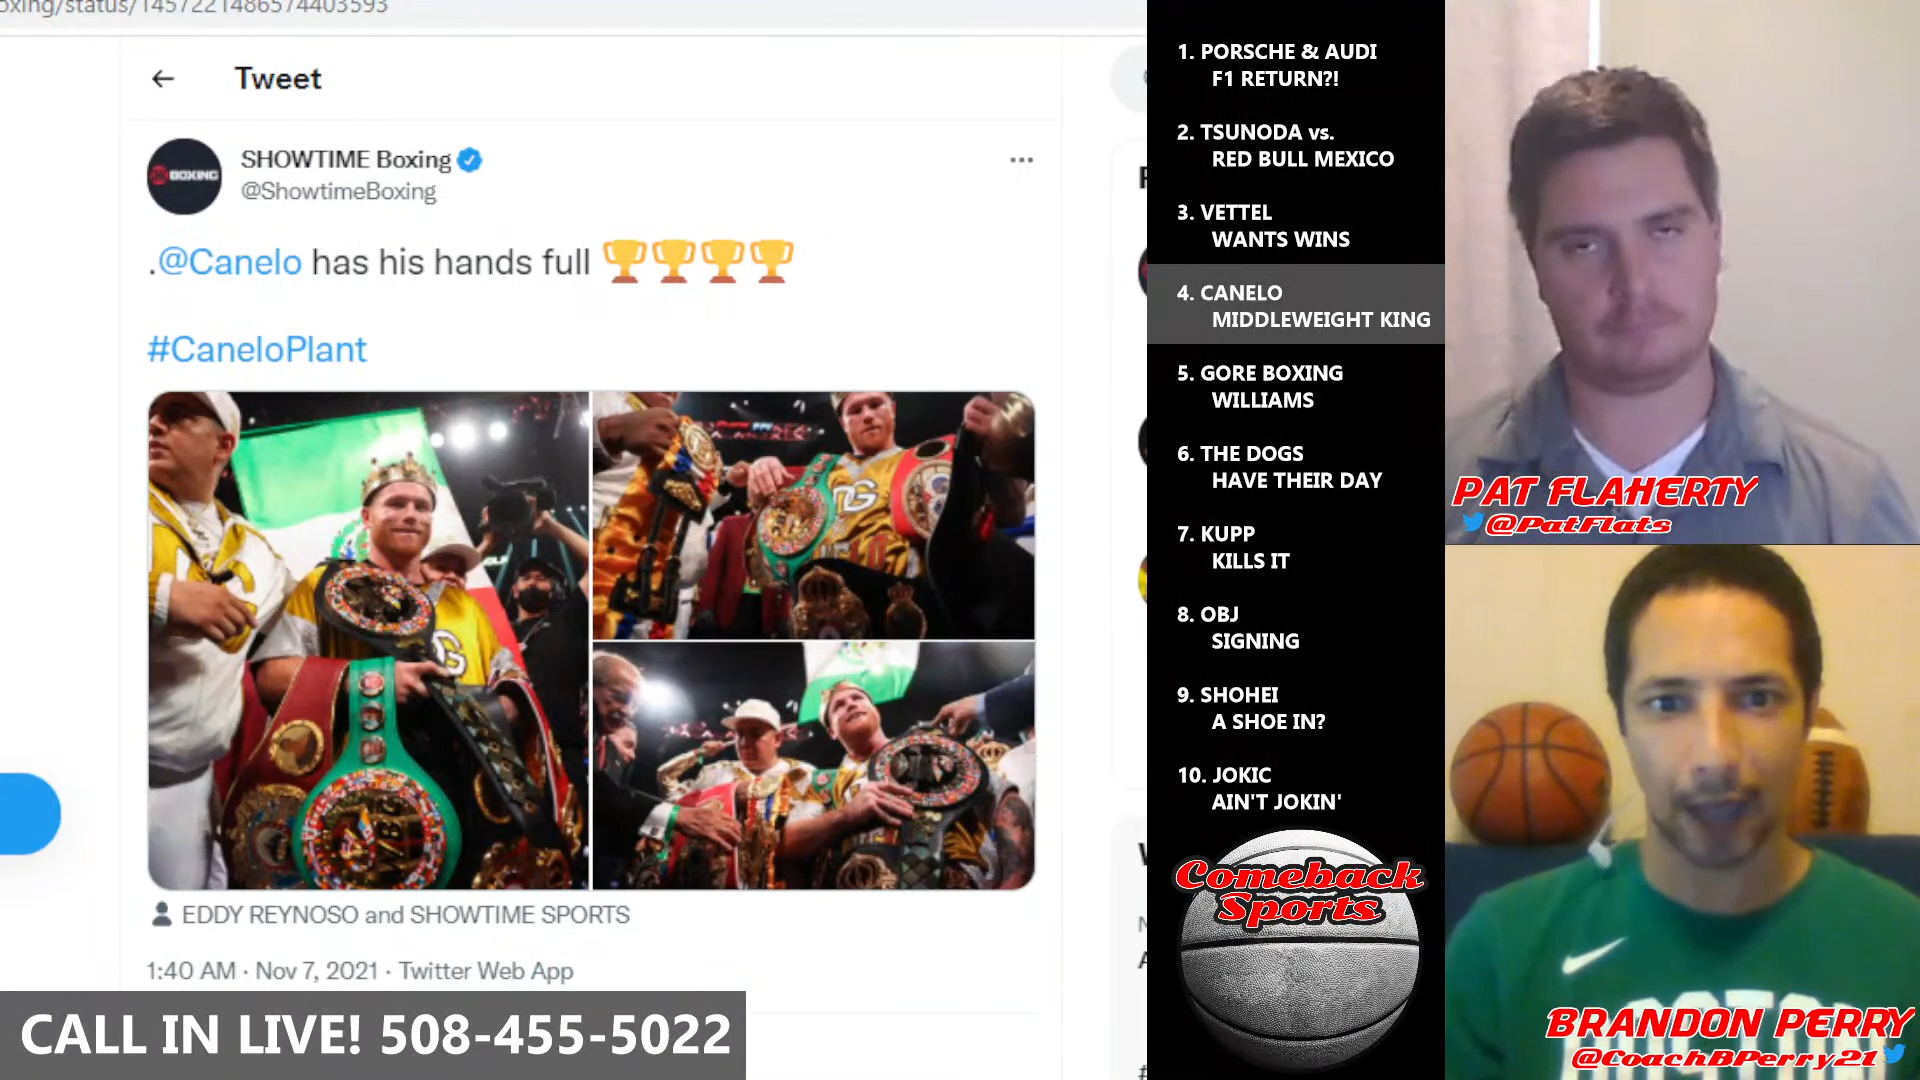 oxing/status/1457221486574403593
Tweet
BOXING
SHOWTIME Boxing
@ShowtimeBoxing
.@Canelo has his hands full 🏆🏆🏆🏆
#CaneloPlant
EDDY REYNOSO and SHOWTIME SPORTS
1:40 AM · Nov 7, 2021 · Twitter Web App
CALL IN LIVE! 508-455-5022
1. PORSCHE & AUDI
F1 RETURN?!
2. TSUNODA vs.
RED BULL MEXICO
3. VETTEL
WANTS WINS
4. CANELO
MIDDLEWEIGHT KING
5. GORE BOXING
WILLIAMS
6. THE DOGS
HAVE THEIR DAY
7. KUPP
KILLS IT
8. OBJ
SIGNING
9. SHOHEI
A SHOE IN?
10. JOKIC
AIN'T JOKIN'
Comeback
Sports
PAT FLAHERTY
@PatFlats
BRANDON PERRY
@CoachBPerry21